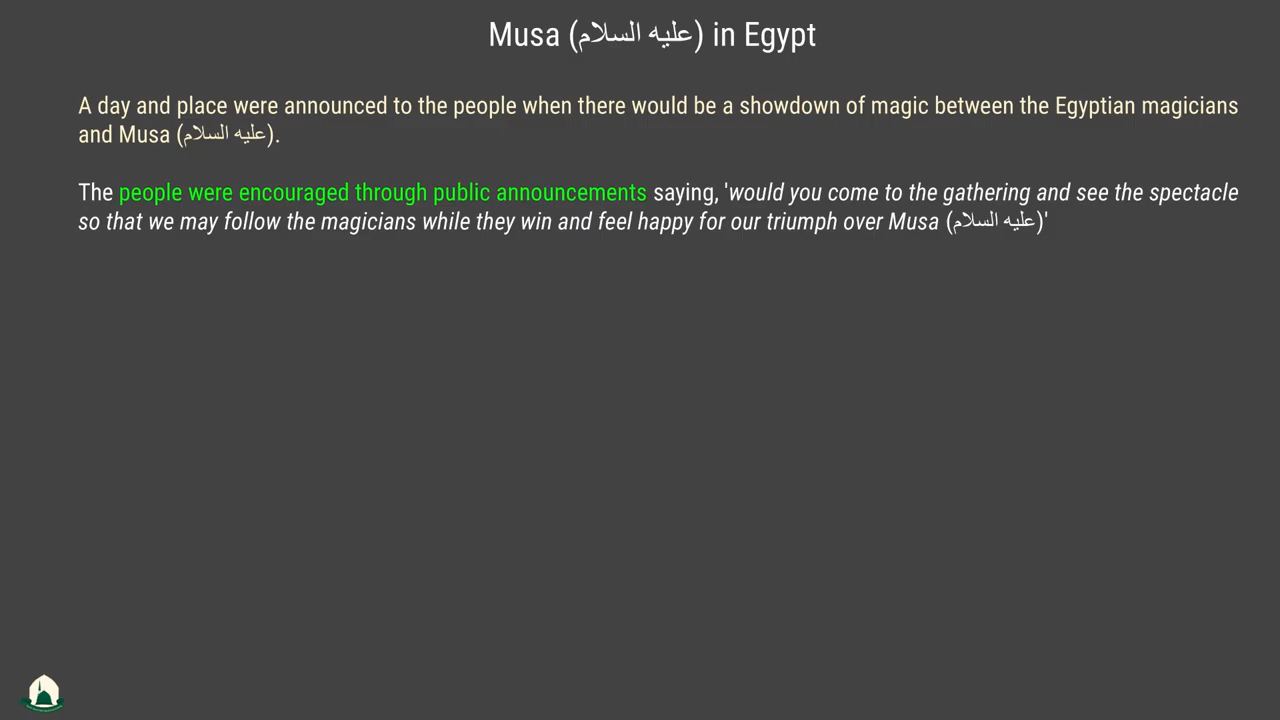 Musa (عليه السلام) in Egypt
A day and place were announced to the people when there would be a showdown of magic between the Egyptian magicians
and Musa (عليه السلام).
The people were encouraged through public announcements saying, 'would you come to the gathering and see the spectacle
so that we may follow the magicians while they win and feel happy for our triumph over Musa (عليه السلام)'